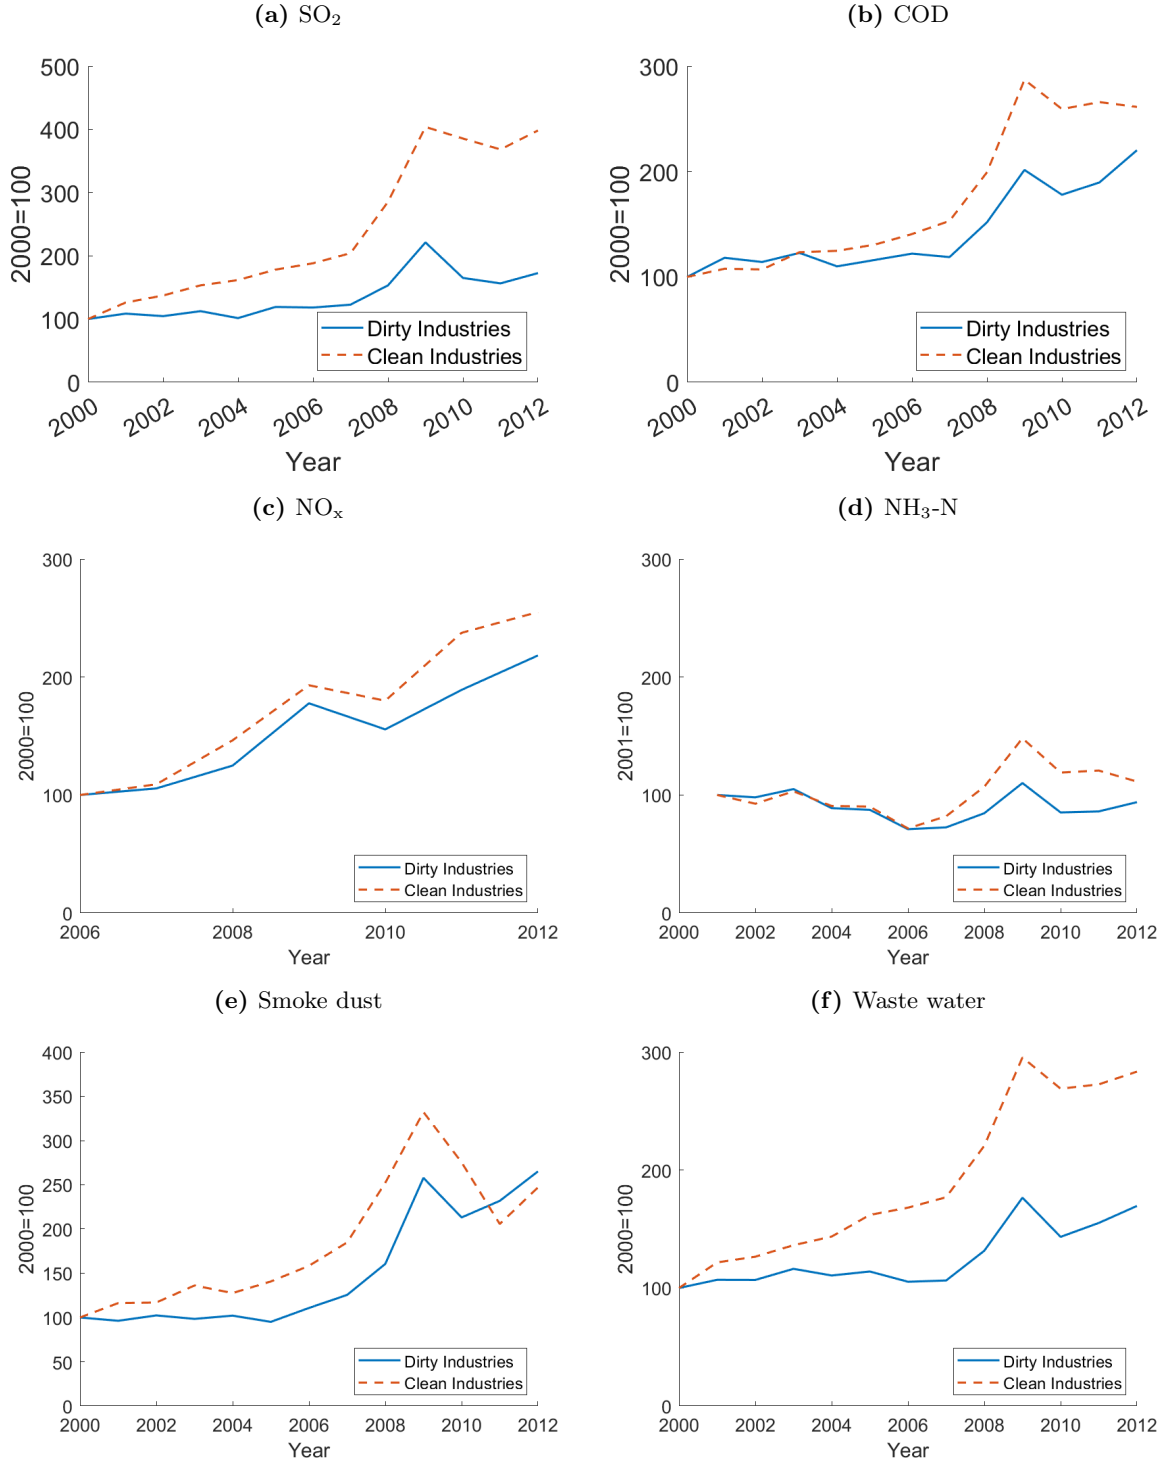 (a) SO₂
500
400
300
200
100
0
2000=100
2000 2002 2004 2006 2008 2010 2012
Year
Dirty Industries
Clean Industries
(b) COD
300
200
100
0
2000=100
2000 2002 2004 2006 2008 2010 2012
Year
Dirty Industries
Clean Industries
(c) NOₓ
300
200
100
0
2000=100
2006 2008 2010 2012
Year
Dirty Industries
Clean Industries
(d) NH₃-N
300
200
100
0
2001=100
2000 2002 2004 2006 2008 2010 2012
Year
Dirty Industries
Clean Industries
(e) Smoke dust
400
350
300
250
200
150
100
50
0
2000=100
2000 2002 2004 2006 2008 2010 2012
Year
Dirty Industries
Clean Industries
(f) Waste water
300
200
100
0
2000=100
2000 2002 2004 2006 2008 2010 2012
Year
Dirty Industries
Clean Industries